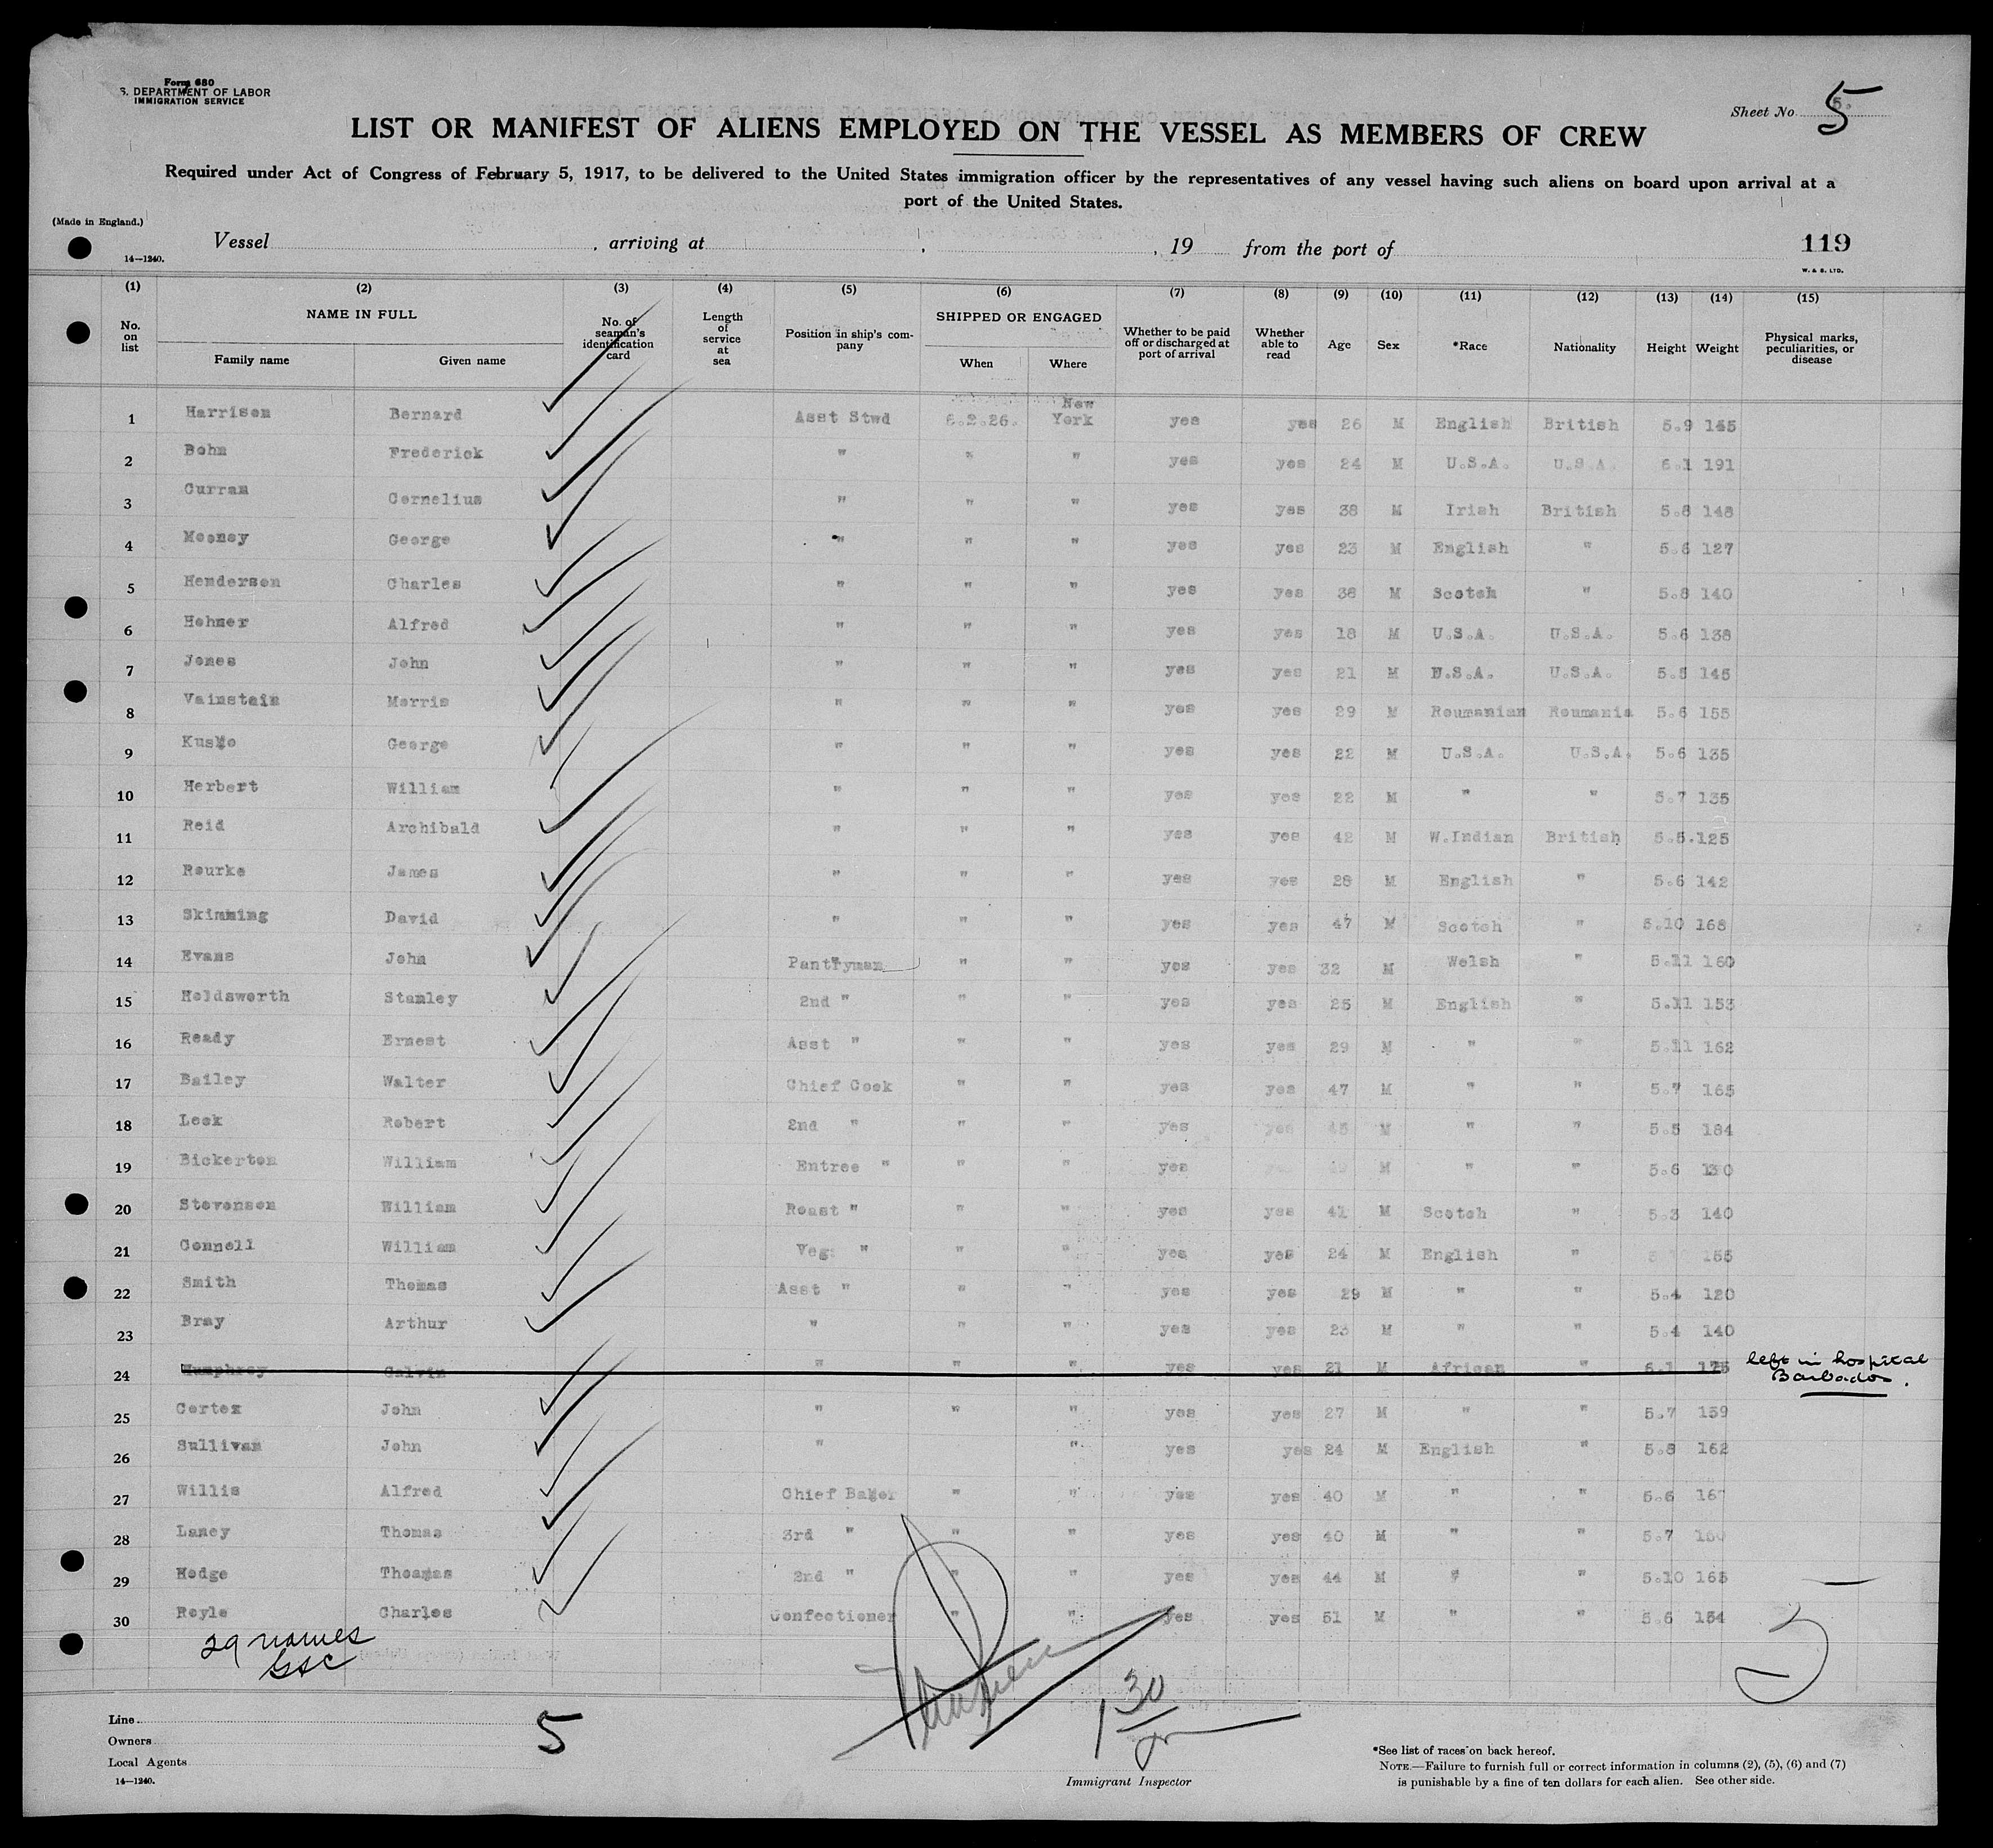 Form 680
S. DEPARTMENT OF LABOR
IMMIGRATION SERVICE
Sheet No. 5
LIST OR MANIFEST OF ALIENS EMPLOYED ON THE VESSEL AS MEMBERS OF CREW
Required under Act of Congress of February 5, 1917, to be delivered to the United States immigration officer by the representatives of any vessel having such aliens on board upon arrival at a
port of the United States.
(Made in England.)
Vessel , arriving at , , 19 from the port of 119
14—1240. W. & S. LTD.
(1) (2) (3) (4) (5) (6) (7) (8) (9) (10) (11) (12) (13) (14) (15)
No. on list NAME IN FULL Family name Given name No. of seaman's identification card Length of service at sea Position in ship's company SHIPPED OR ENGAGED When Where Whether to be paid off or discharged at port of arrival Whether able to read Age Sex *Race Nationality Height Weight Physical marks, peculiarities, or disease
1 Harrison Bernard Asst Stwd 6.2.26. New York yes yes 26 M English British 5.9 155
2 Bohn Frederick " " " yes yes 24 M U.S.A. U.S.A. 6.1 191
3 Curran Cornelius " " " yes yes 38 M Irish British 5.8 148
4 Mooney George " " " yes yes 23 M English " 5.6 127
5 Henderson Charles " " " yes yes 38 M Scotch " 5.8 140
6 Hohner Alfred " " " yes yes 18 M U.S.A. U.S.A. 5.6 138
7 Jones John " " " yes yes 21 M U.S.A. U.S.A. 5.5 145
8 Vainstain Morris " " " yes yes 29 M Roumanian Roumania 5.6 155
9 George " " " yes yes 22 M U.S.A. U.S.A. 5.6 135
10 Herbert William " " " yes yes 22 M " " 5.7 135
11 Reid Archibald " " " yes yes 42 M W.Indian British 5.5.125
12 Rourke James " " " yes yes 28 M English " 5.6 142
13 Skimming David " " " yes yes 47 M Scotch " 5.10 168
14 Evans John Pantryman " " yes yes 32 M Welsh " 5.11 160
15 Holdsworth Stanley 2nd " " " yes yes 25 M English " 5.11 153
16 Ready Ernest Asst " " " yes yes 29 M " " 5.11 162
17 Bailey Walter Chief Cook " " yes yes 47 M " " 5.7 165
18 Leek Robert 2nd " " " yes yes M " " 5.5 184
19 Bickerton William Entree " " " yes M " " 5.6 130
20 Stevenson William Roast " " " yes yes 41 M Scotch " 5.3 140
21 Connell William Veg: " " " yes yes 24 M English " 155
22 Smith Thomas Asst " " " yes yes 29 M " " 5.4 120
23 Bray Arthur " " " yes yes 23 M " " 5.4 140
24 Humphrey Calvin " " " yes yes 21 M African " 6.1 175 left in hospital
Barbados.
25 Cortez John " " " yes yes 27 M " " 5.7 159
26 Sullivan John " " yes yes 24 M English " 5.8 162
27 Willis Alfred Chief Baker " " yes yes 40 M " " 5.6
28 Laney Thomas 3rd " " " yes yes 40 M " " 5.7
29 Hodge Thoamas 2nd " " " yes yes 44 M " " 5.10 165
30 Royle Charles Confectioner " " yes yes 51 M " " 5.6 154
29 names
Line
Owners 5
Local Agents
14—1240.
1 30
Immigrant Inspector
*See list of races on back hereof.
NOTE.—Failure to furnish full or correct information in columns (2), (5), (6) and (7)
is punishable by a fine of ten dollars for each alien. See other side.